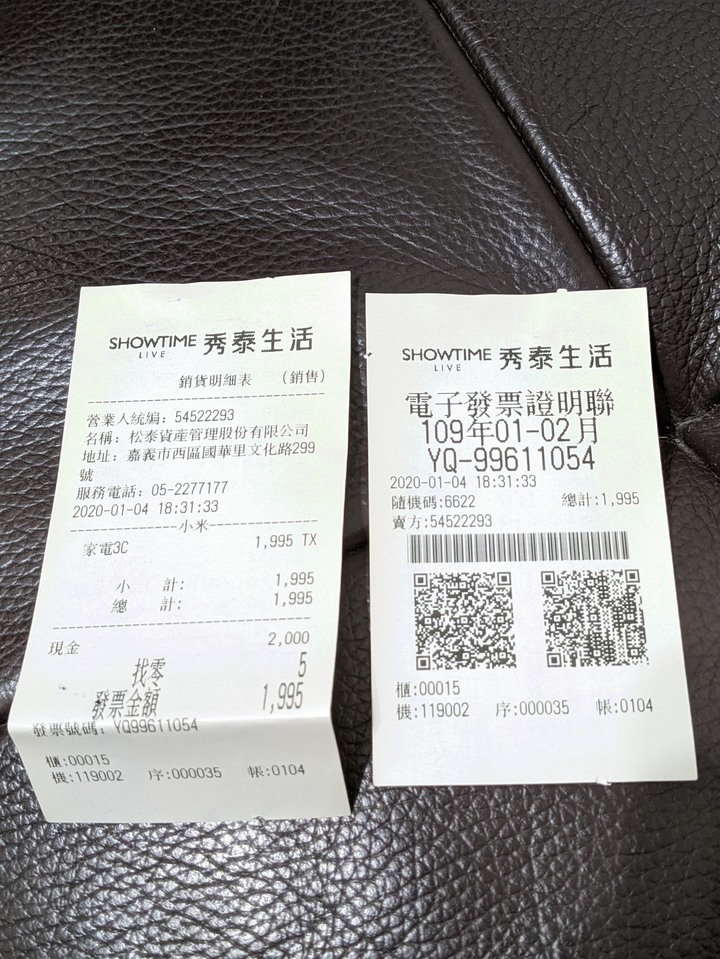 SHOWTIME LIVE 秀泰生活
銷貨明細表 (銷售)
營業人統編: 54522293
名稱: 松泰資產管理股份有限公司
地址: 嘉義市西區國華里文化路299
號
服務電話: 05-2277177
2020-01-04 18:31:33
小米
家電3C 1,995 TX
小 計: 1,995
總 計: 1,995
現金 2,000
找零 5
發票金額 1,995
發票號碼: YQ99611054
櫃:00015
機:119002 序:000035 帳:0104
SHOWTIME LIVE 秀泰生活
電子發票證明聯
109年01-02月
YQ-99611054
2020-01-04 18:31:33
隨機碼:6622 總計:1,995
賣方:54522293
櫃:00015
機:119002 序:000035 帳:0104